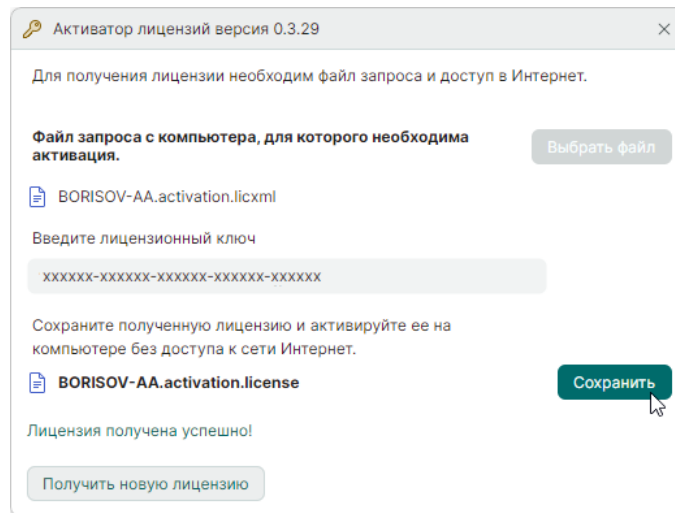 Активатор лицензий версия 0.3.29
Для получения лицензии необходим файл запроса и доступ в Интернет.
Файл запроса с компьютера, для которого необходима
активация.
Выбрать файл
BORISOV-AA.activation.licxml
Введите лицензионный ключ
xxxxxx-xxxxxx-xxxxxx-xxxxxx-xxxxxx
Сохраните полученную лицензию и активируйте ее на
компьютере без доступа к сети Интернет.
BORISOV-AA.activation.license
Сохранить
Лицензия получена успешно!
Получить новую лицензию